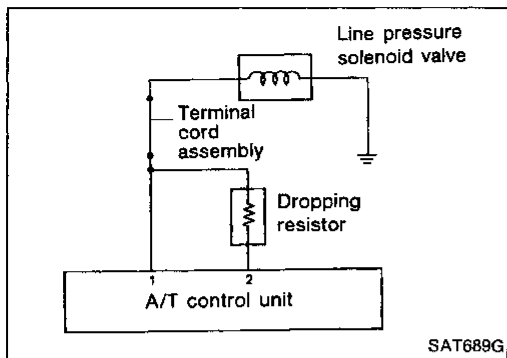 Line pressure
solenoid valve
Terminal
cord
assembly
Dropping
resistor
1
2
A/T control unit
SAT689G